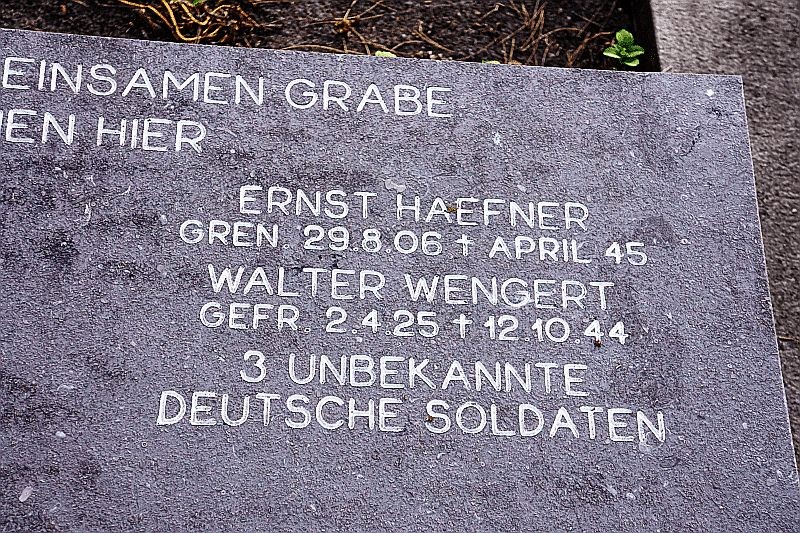 EINSAMEN GRABE
EN HIER
ERNST HAEFNER
GREN. 29.8.06 ✝ APRIL 45
WALTER WENGERT
GEFR. 2.4.25 ✝ 12.10.44
3 UNBEKANNTE
DEUTSCHE SOLDATEN